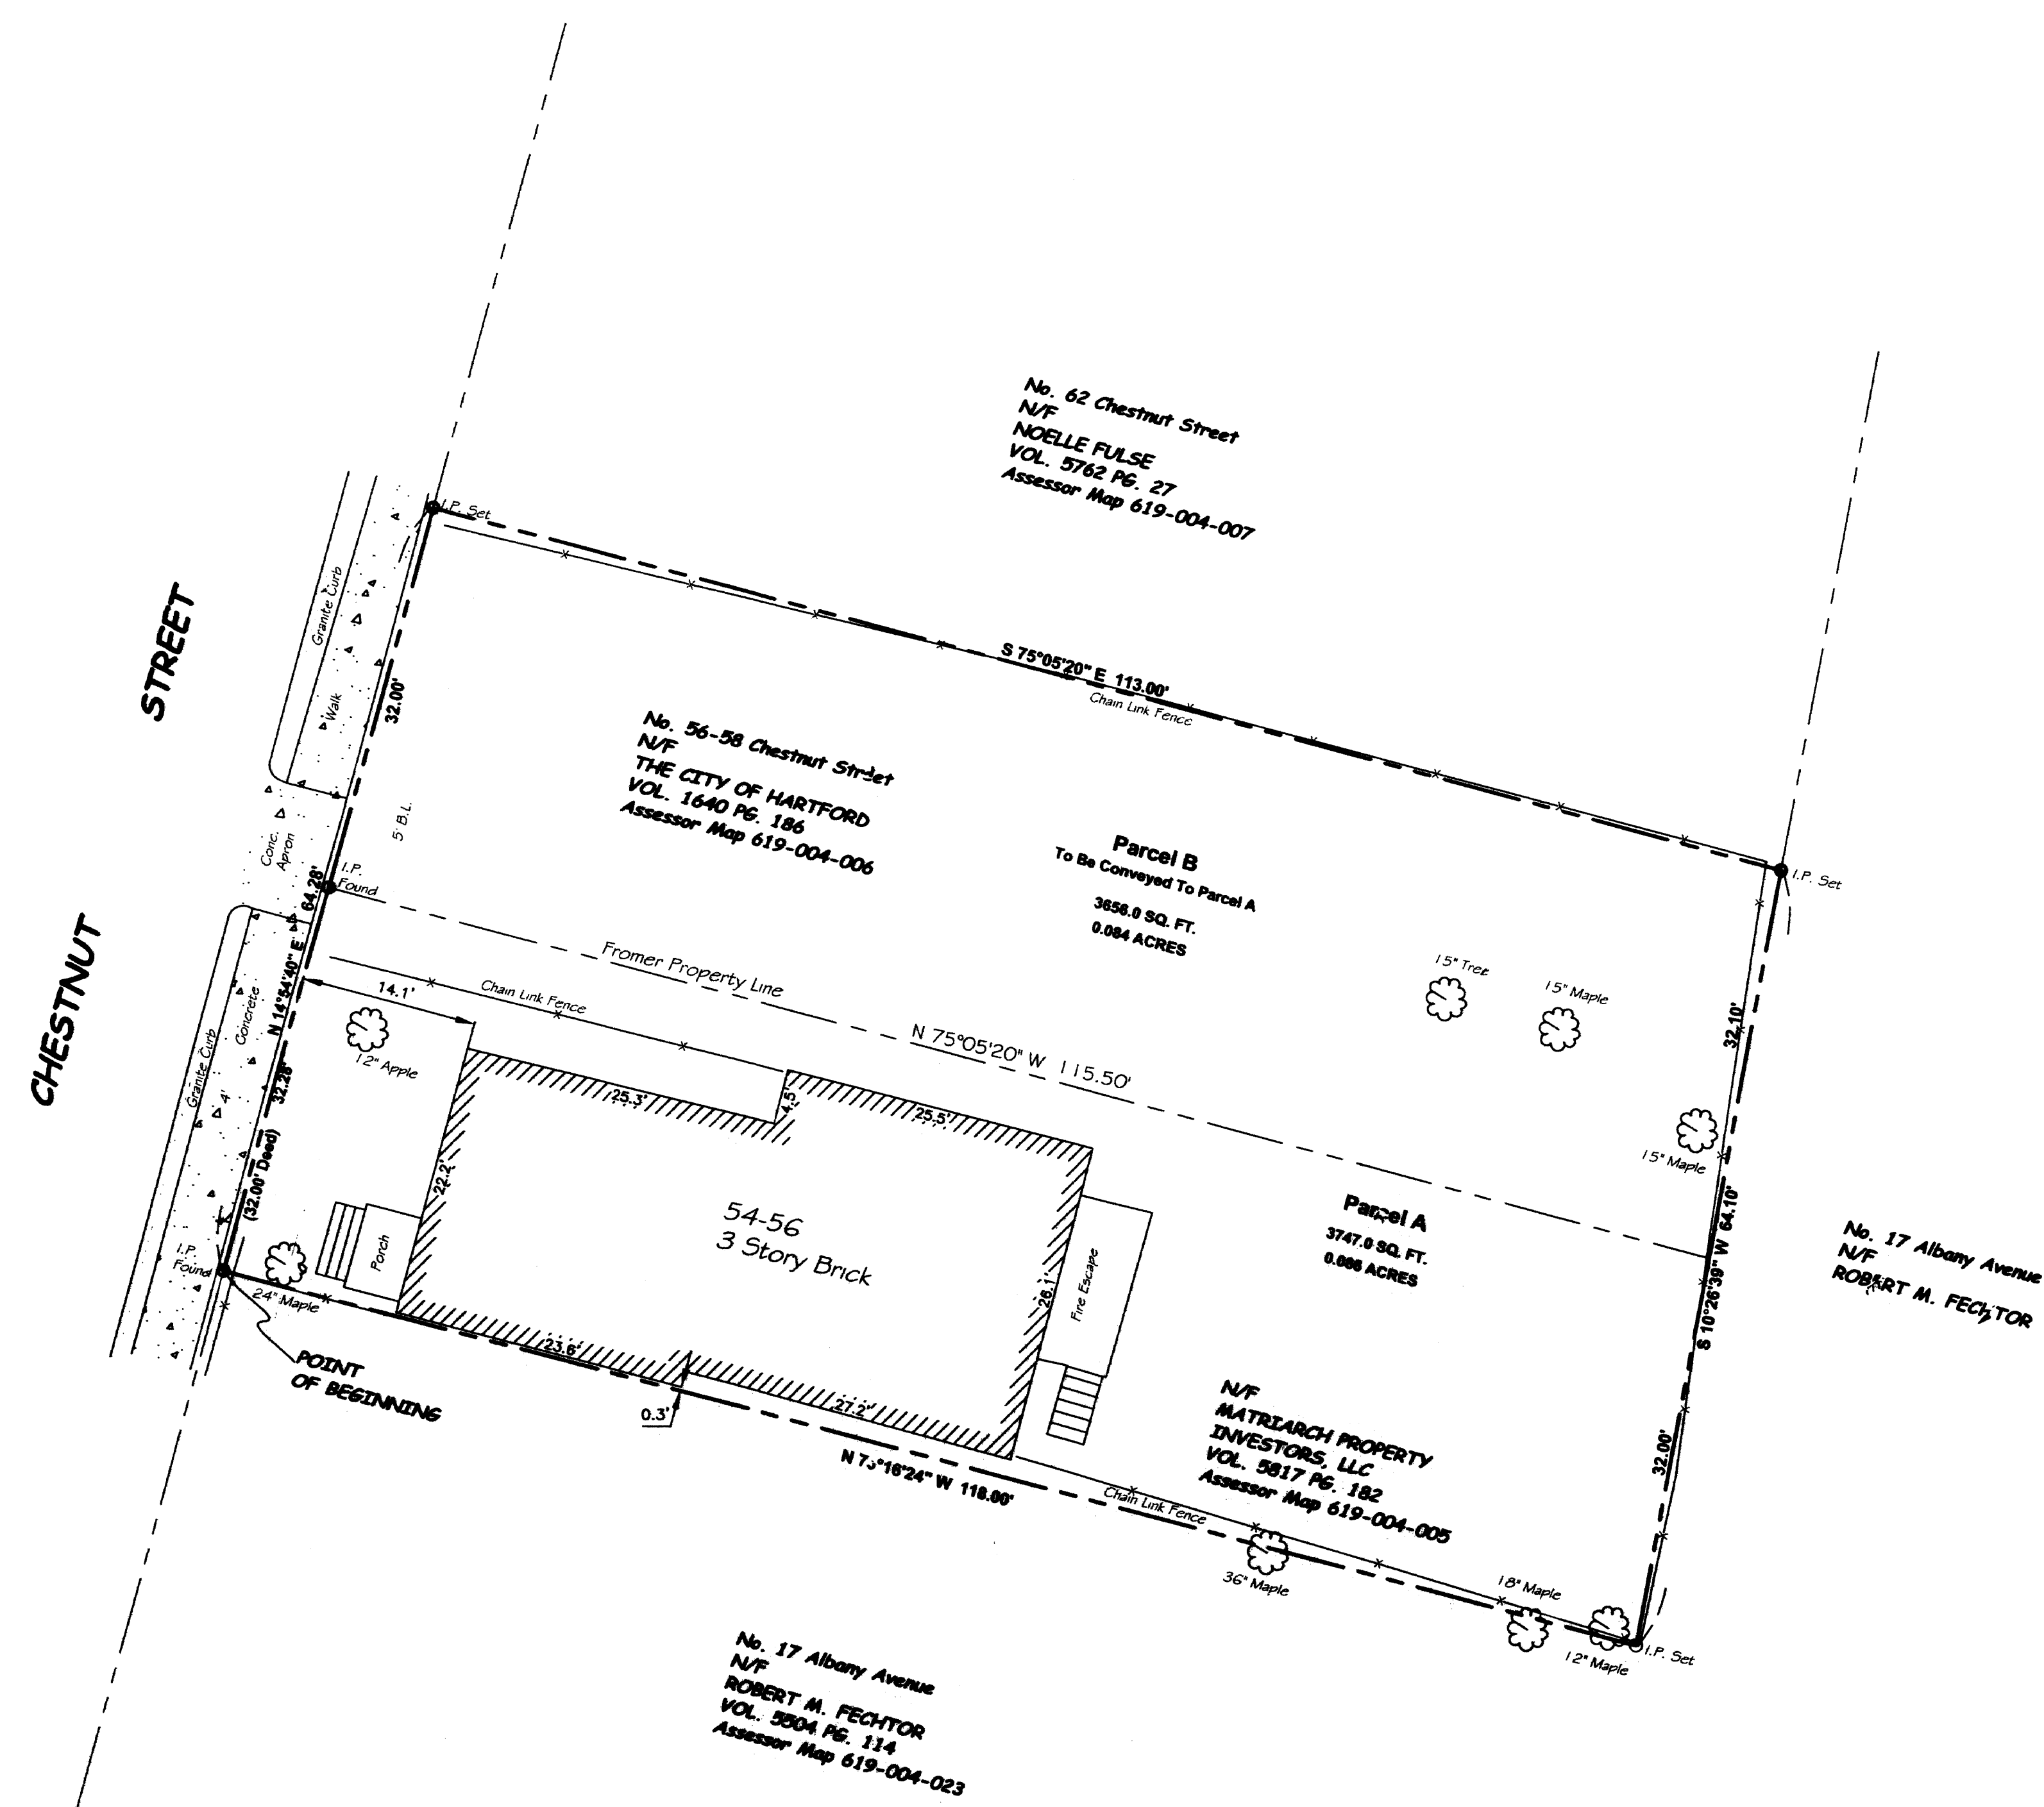 No. 62 Chestnut Street
N/F
NOELLE FULSE
VOL. 5762 PG. 27
Assessor Map 619-004-007
I.P. Set
STREET
CHESTNUT
Granite Curb
Walk
32.00'
S 75°05'20" E 113.00'
Chain Link Fence
No. 56-58 Chestnut Street
N/F
THE CITY OF HARTFORD
VOL. 1640 PG. 186
Assessor Map 619-004-006
5' B.L.
Conc.
Apron
Parcel B
To Be Conveyed To Parcel A
3656.0 SQ. FT.
0.084 ACRES
I.P. Set
I.P.
Found
64.28'
N 14°54'40" E
Fromer Property Line
N 75°05'20" W 115.50'
15" Tree
15" Maple
15" Maple
32.10'
Chain Link Fence
14.1'
12" Apple
Granite Curb
Concrete
4'
32.28'
(32.00' Deed)
25.3'
4.5'
25.5'
22.2'
54-56
3 Story Brick
Porch
26.1'
Fire Escape
Parcel A
3747.0 SQ. FT.
0.086 ACRES
S 10°26'39" W 64.10'
No. 17 Albany Avenue
N/F
ROBERT M. FECHTOR
I.P.
Found
24" Maple
POINT
OF BEGINNING
23.6'
0.3'
27.2'
W 118.00'
Chain Link Fence
N/F
MATRIARCH PROPERTY
INVESTORS, LLC
VOL. 5817 PG. 182
Assessor Map 619-004-005
32.00'
36" Maple
18" Maple
12" Maple
I.P. Set
No. 17 Albany Avenue
N/F
ROBERT M. FECHTOR
VOL. 5504 PG. 114
Assessor Map 619-004-023